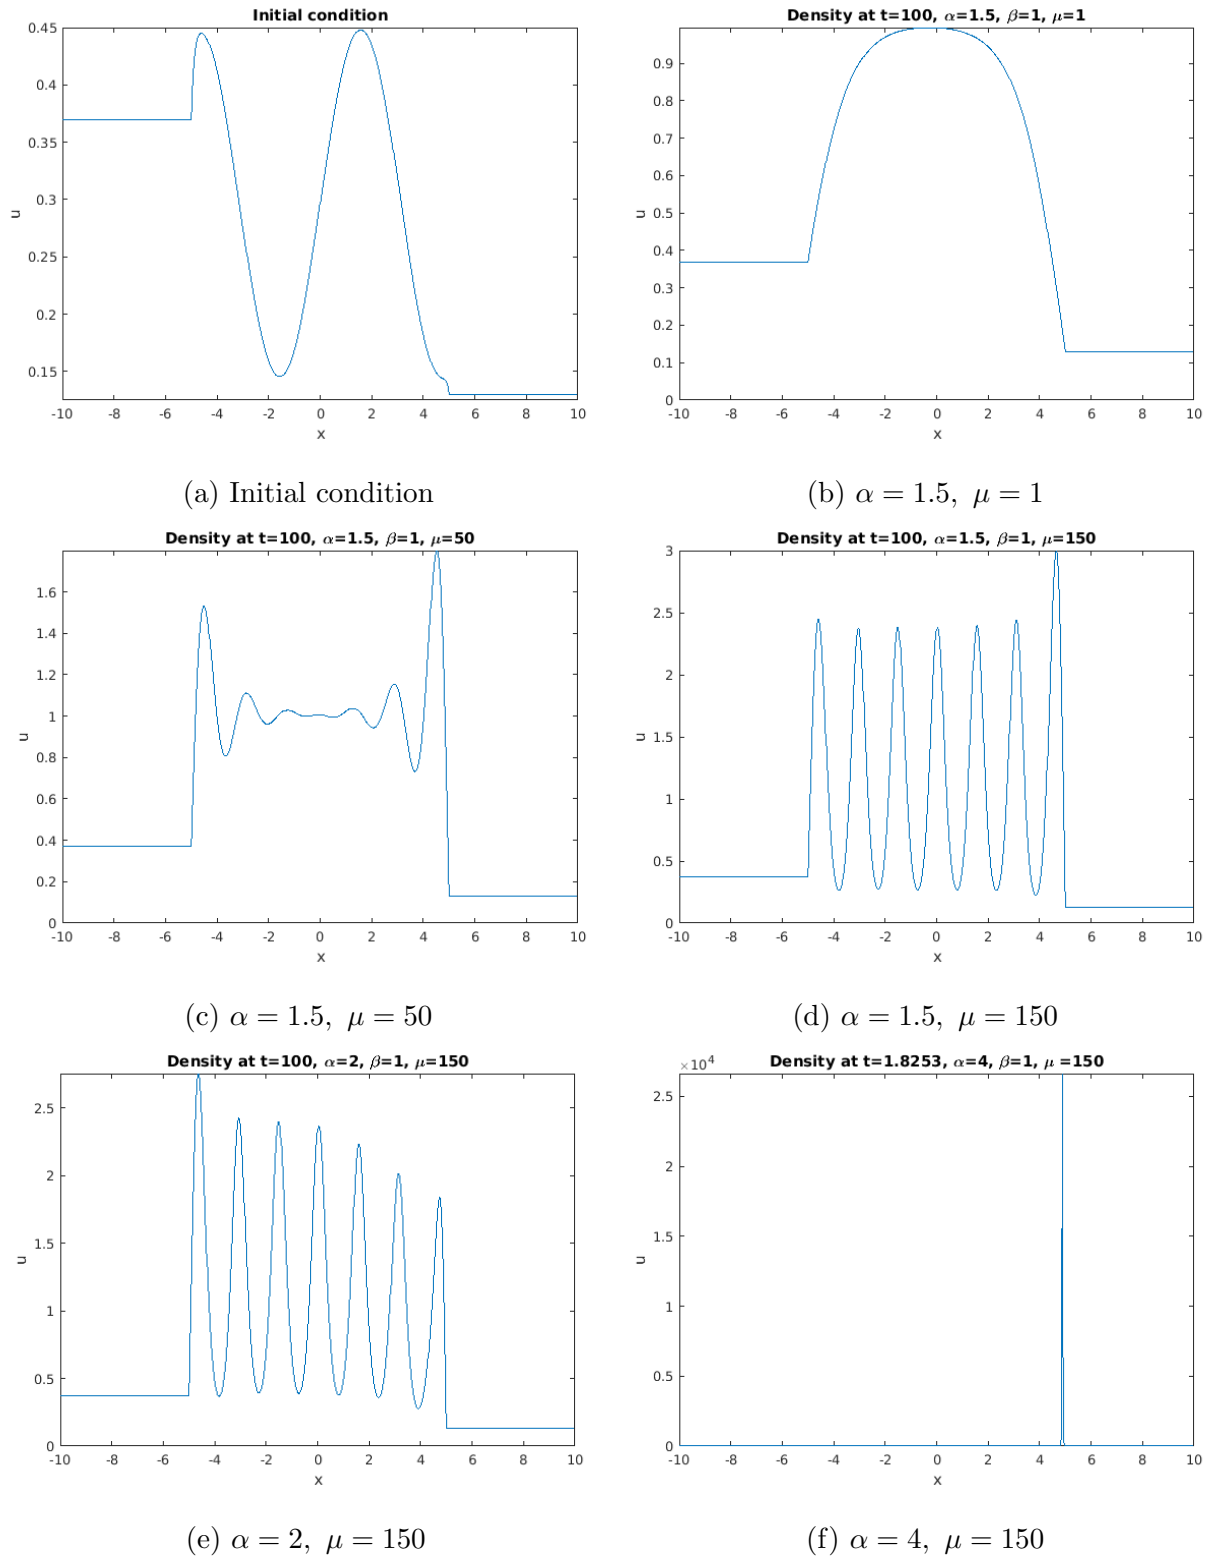 Initial condition
0.45
0.4
0.35
0.3
0.25
0.2
0.15
u
-10 -8 -6 -4 -2 0 2 4 6 8 10
x
(a) Initial condition
Density at t=100, α=1.5, β=1, μ=1
0.9
0.8
0.7
0.6
0.5
0.4
0.3
0.2
0.1
0
u
-10 -8 -6 -4 -2 0 2 4 6 8 10
x
(b) α = 1.5, μ = 1
Density at t=100, α=1.5, β=1, μ=50
1.6
1.4
1.2
1
0.8
0.6
0.4
0.2
0
u
-10 -8 -6 -4 -2 0 2 4 6 8 10
x
(c) α = 1.5, μ = 50
Density at t=100, α=1.5, β=1, μ=150
3
2.5
2
1.5
1
0.5
0
u
-10 -8 -6 -4 -2 0 2 4 6 8 10
x
(d) α = 1.5, μ = 150
Density at t=100, α=2, β=1, μ=150
2.5
2
1.5
1
0.5
0
u
-10 -8 -6 -4 -2 0 2 4 6 8 10
x
(e) α = 2, μ = 150
×10⁴ Density at t=1.8253, α=4, β=1, μ =150
2.5
2
1.5
1
0.5
0
u
-10 -8 -6 -4 -2 0 2 4 6 8 10
x
(f) α = 4, μ = 150